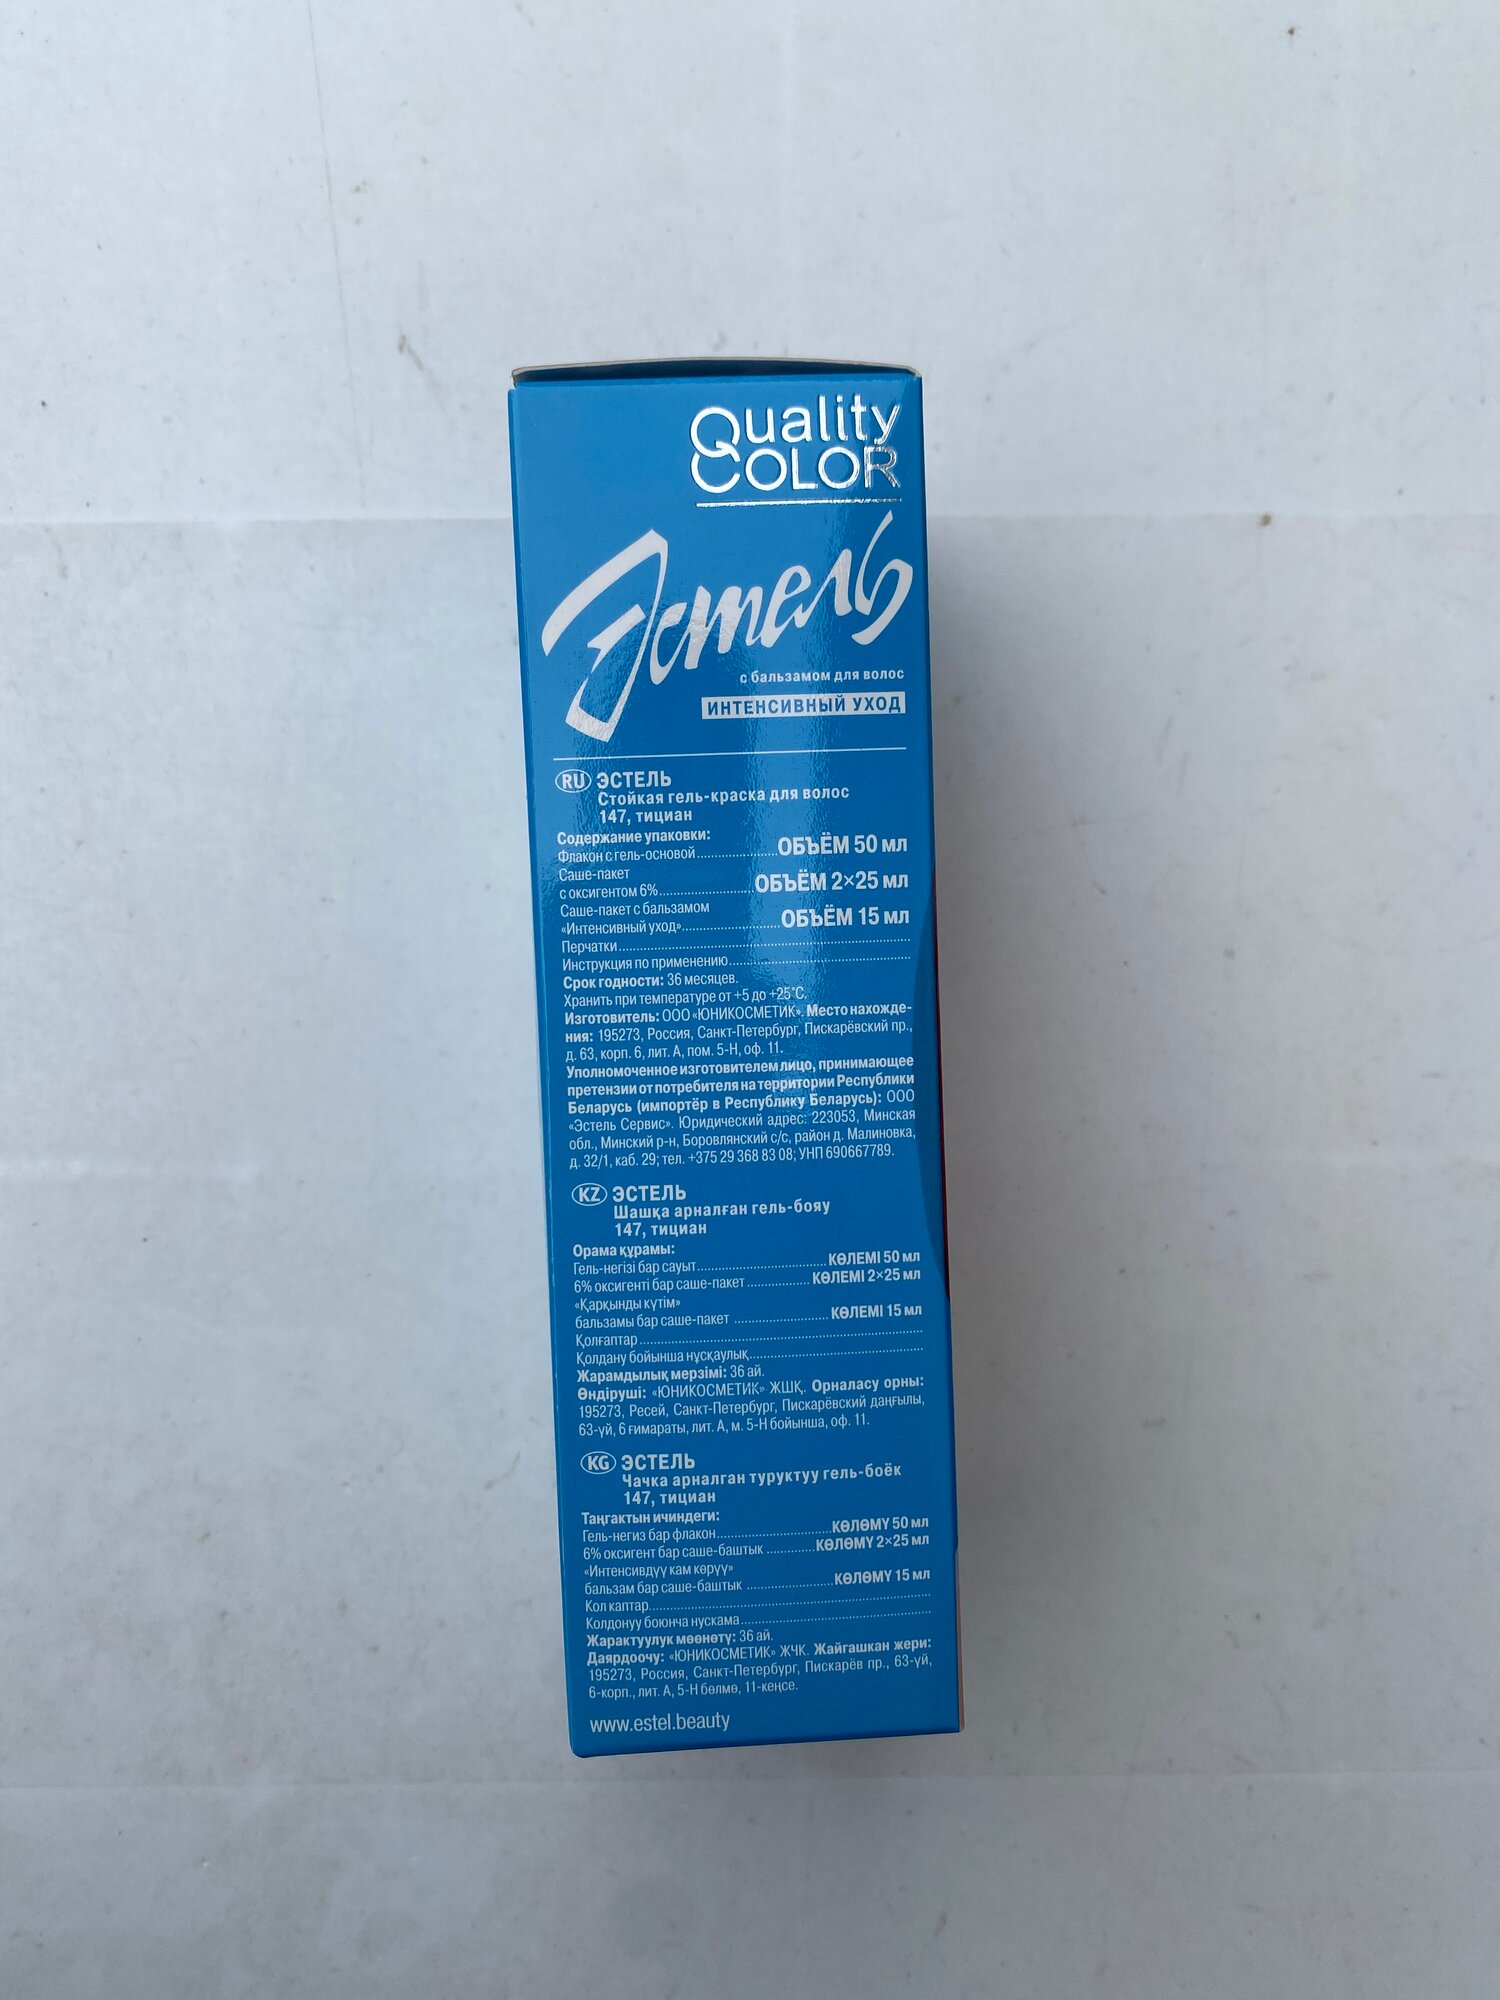 Quality
COLOR
Эстель
с бальзамом для волос
ИНТЕНСИВНЫЙ УХОД
RU ЭСТЕЛЬ
Стойкая гель-краска для волос
147, тициан
Содержание упаковки:
Флакон с гель-основой....................ОБЪЁМ 50 мл
Саше-пакет
с оксигентом 6%....................ОБЪЁМ 2×25 мл
Саше-пакет с бальзамом
«Интенсивный уход»....................ОБЪЁМ 15 мл
Перчатки....................
Инструкция по применению....................
Срок годности: 36 месяцев.
Хранить при температуре от +5 до +25°С.
Изготовитель: ООО «ЮНИКОСМЕТИК». Место нахожде-
ния: 195273, Россия, Санкт-Петербург, Пискарёвский пр.,
д. 63, корп. 6, лит. А, пом. 5-Н, оф. 11.
Уполномоченное изготовителем лицо, принимающее
претензии от потребителя на территории Республики
Беларусь (импортёр в Республику Беларусь): ООО
«Эстель Сервис». Юридический адрес: 223053, Минская
обл., Минский р-н, Боровлянский с/с, район д. Малиновка,
д. 32/1, каб. 29; тел. +375 29 368 83 08; УНП 690667789.
KZ ЭСТЕЛЬ
Шашқа арналған гель-бояу
147, тициан
Орама құрамы:
Гель-негізі бар сауыт....................КӨЛЕМІ 50 мл
6% оксигенті бар саше-пакет....................КӨЛЕМІ 2×25 мл
«Қарқынды күтім»
бальзамы бар саше-пакет....................КӨЛЕМІ 15 мл
Қолғаптар....................
Қолдану бойынша нұсқаулық....................
Жарамдылық мерзімі: 36 ай.
Өндіруші: «ЮНИКОСМЕТИК» ЖШҚ. Орналасу орны:
195273, Ресей, Санкт-Петербург, Пискарёвский даңғылы,
63-үй, 6 ғимараты, лит. А, м. 5-Н бойынша, оф. 11.
KG ЭСТЕЛЬ
Чачка арналган туруктуу гель-боёк
147, тициан
Таңгактын ичиндеги:
Гель-негиз бар флакон....................КӨЛӨМҮ 50 мл
6% оксигент бар саше-баштык....................КӨЛӨМҮ 2×25 мл
«Интенсивдүү кам көрүү»
бальзам бар саше-баштык....................КӨЛӨМҮ 15 мл
Кол каптар....................
Колдонуу боюнча нускама....................
Жарактуулук мөөнөтү: 36 ай.
Даярдоочу: «ЮНИКОСМЕТИК» ЖЧК. Жайгашкан жери:
195273, Россия, Санкт-Петербург, Пискарёв пр., 63-үй,
6-корп., лит. А, 5-Н бөлмө, 11-кеңсе.
www.estel.beauty